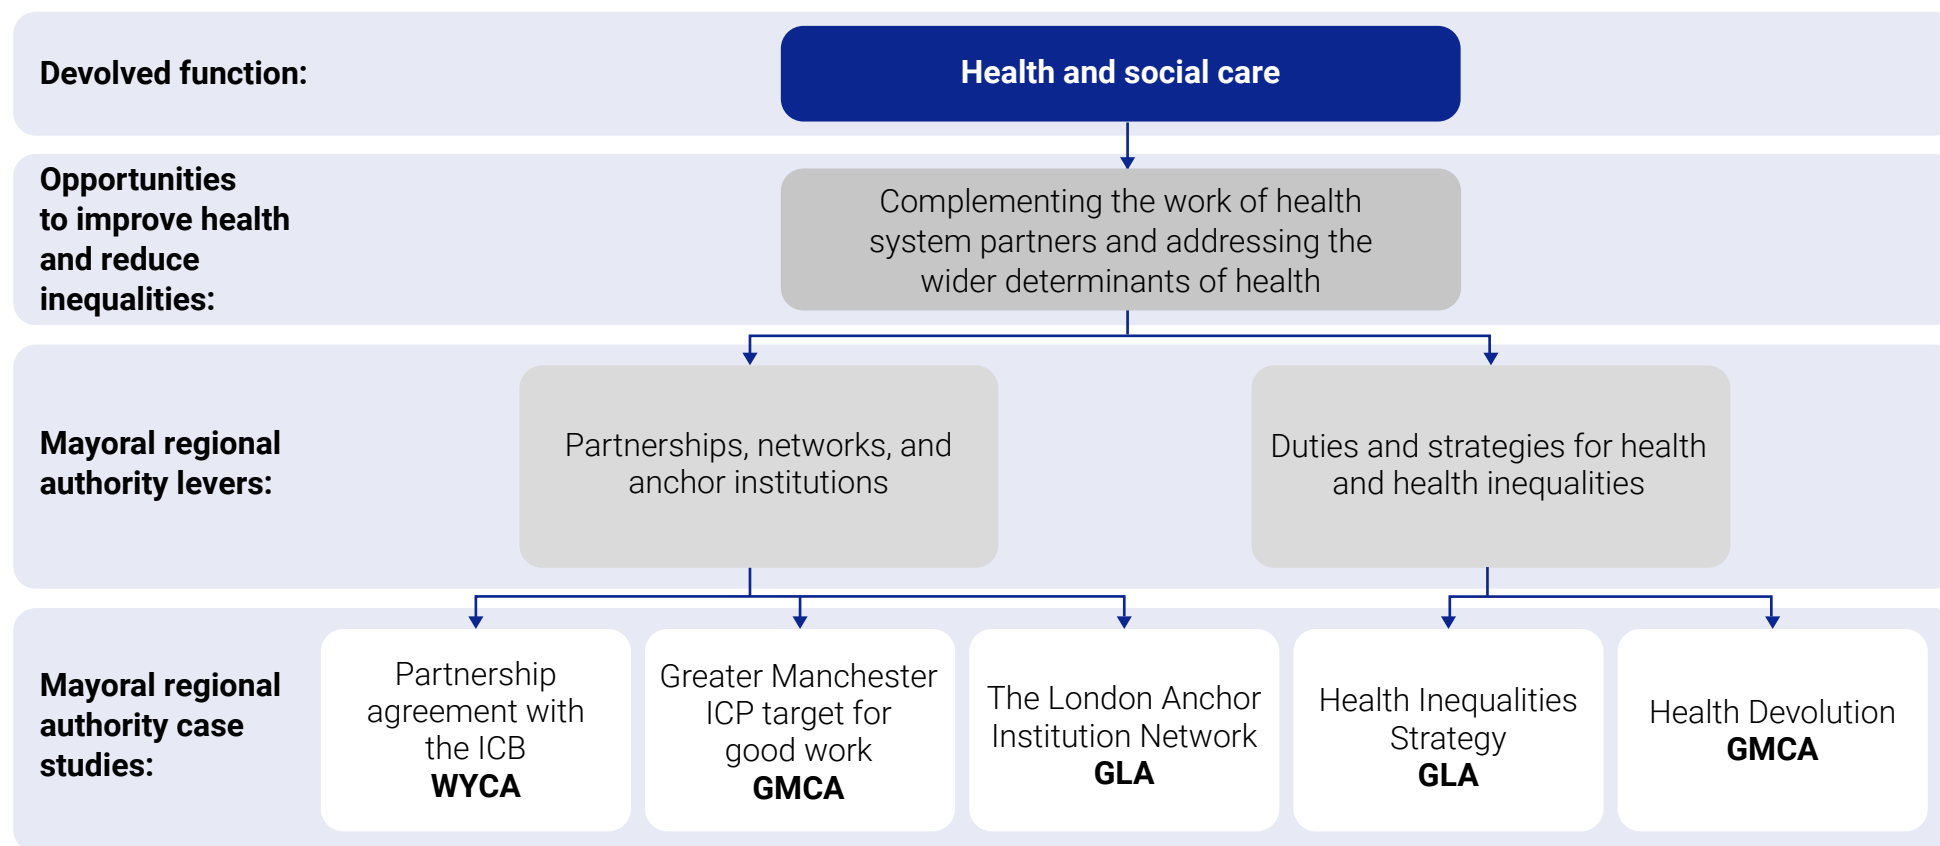 Devolved function:
Health and social care
Opportunities
to improve health
and reduce
inequalities:
Complementing the work of health
system partners and addressing the
wider determinants of health
Mayoral regional
authority levers:
Partnerships, networks, and
anchor institutions
Duties and strategies for health
and health inequalities
Mayoral regional
authority case
studies:
Partnership
agreement with
the ICB
WYCA
Greater Manchester
ICP target for
good work
GMCA
The London Anchor
Institution Network
GLA
Health Inequalities
Strategy
GLA
Health Devolution
GMCA